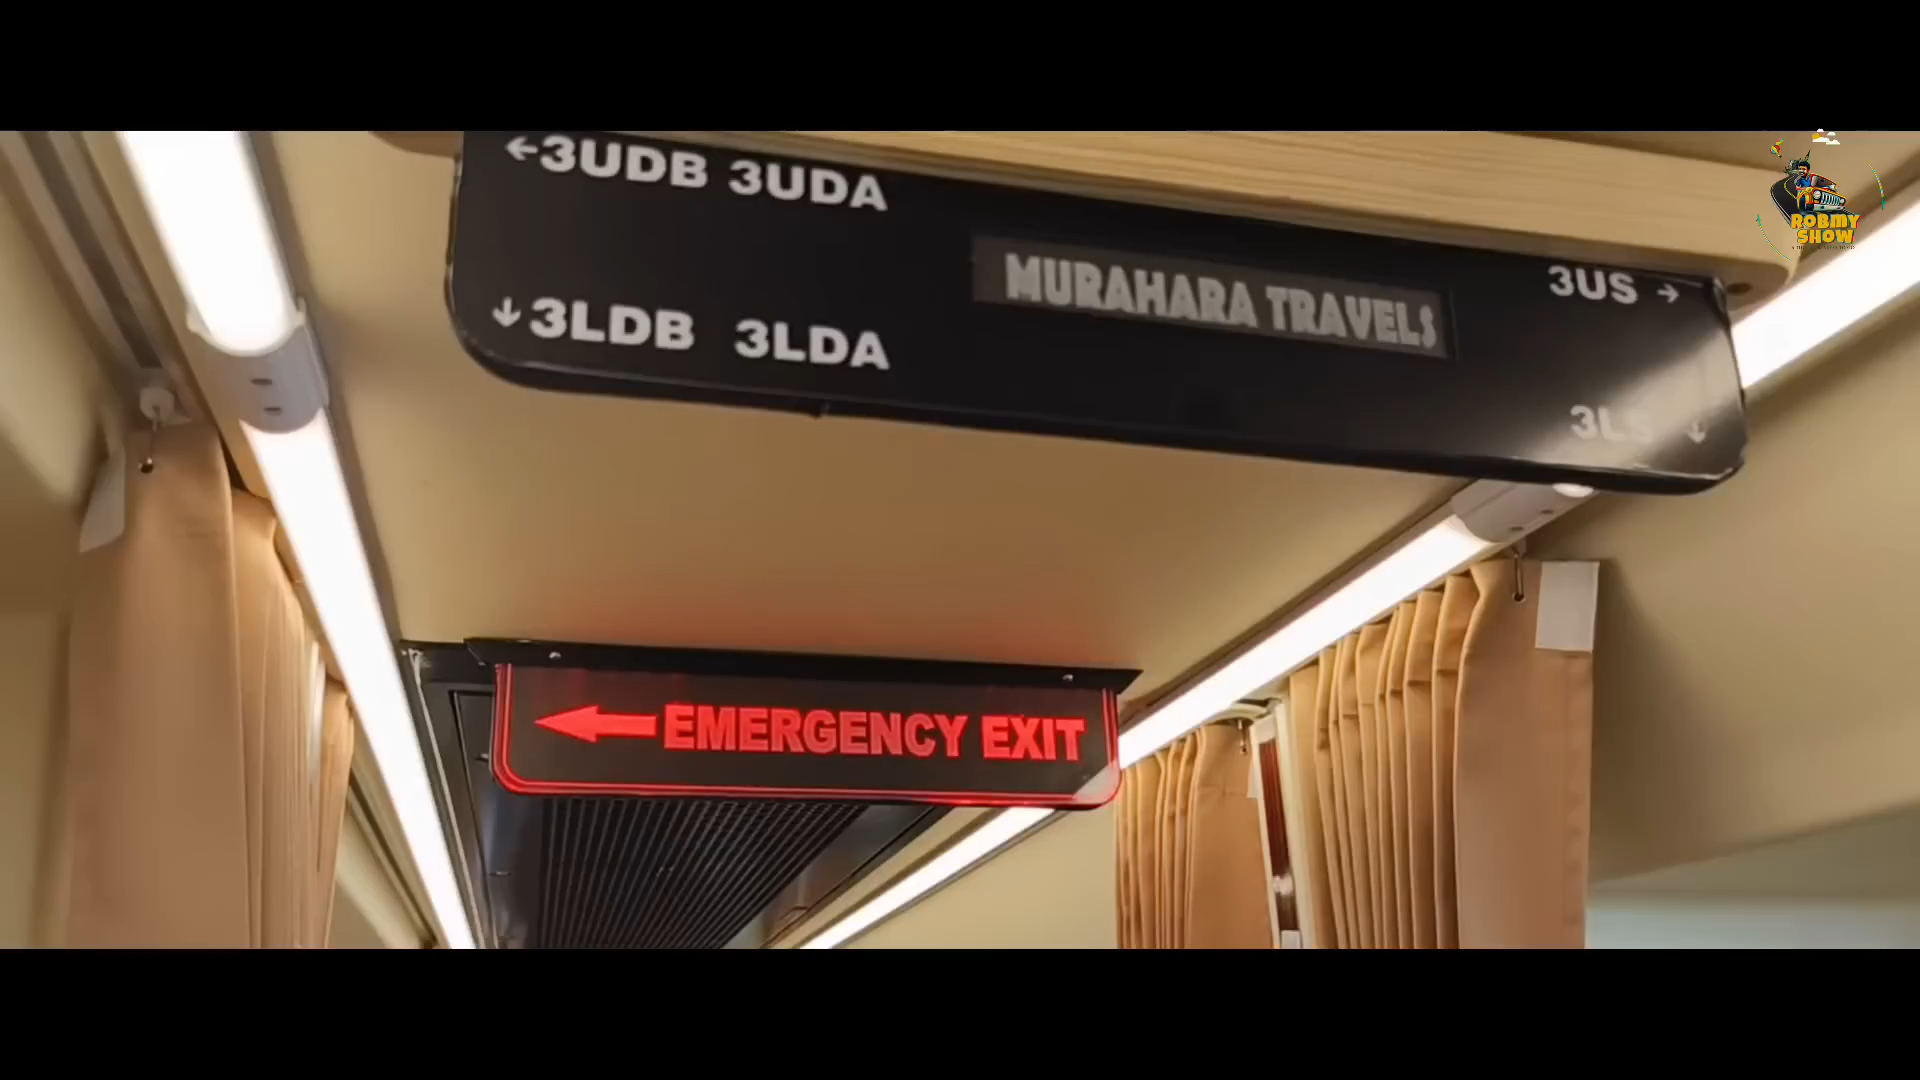 ←3UDB 3UDA
MURAHARA TRAVELS
3US →
↓3LDB 3LDA
3LS ↓
EMERGENCY EXIT
ROBMY
SHOW